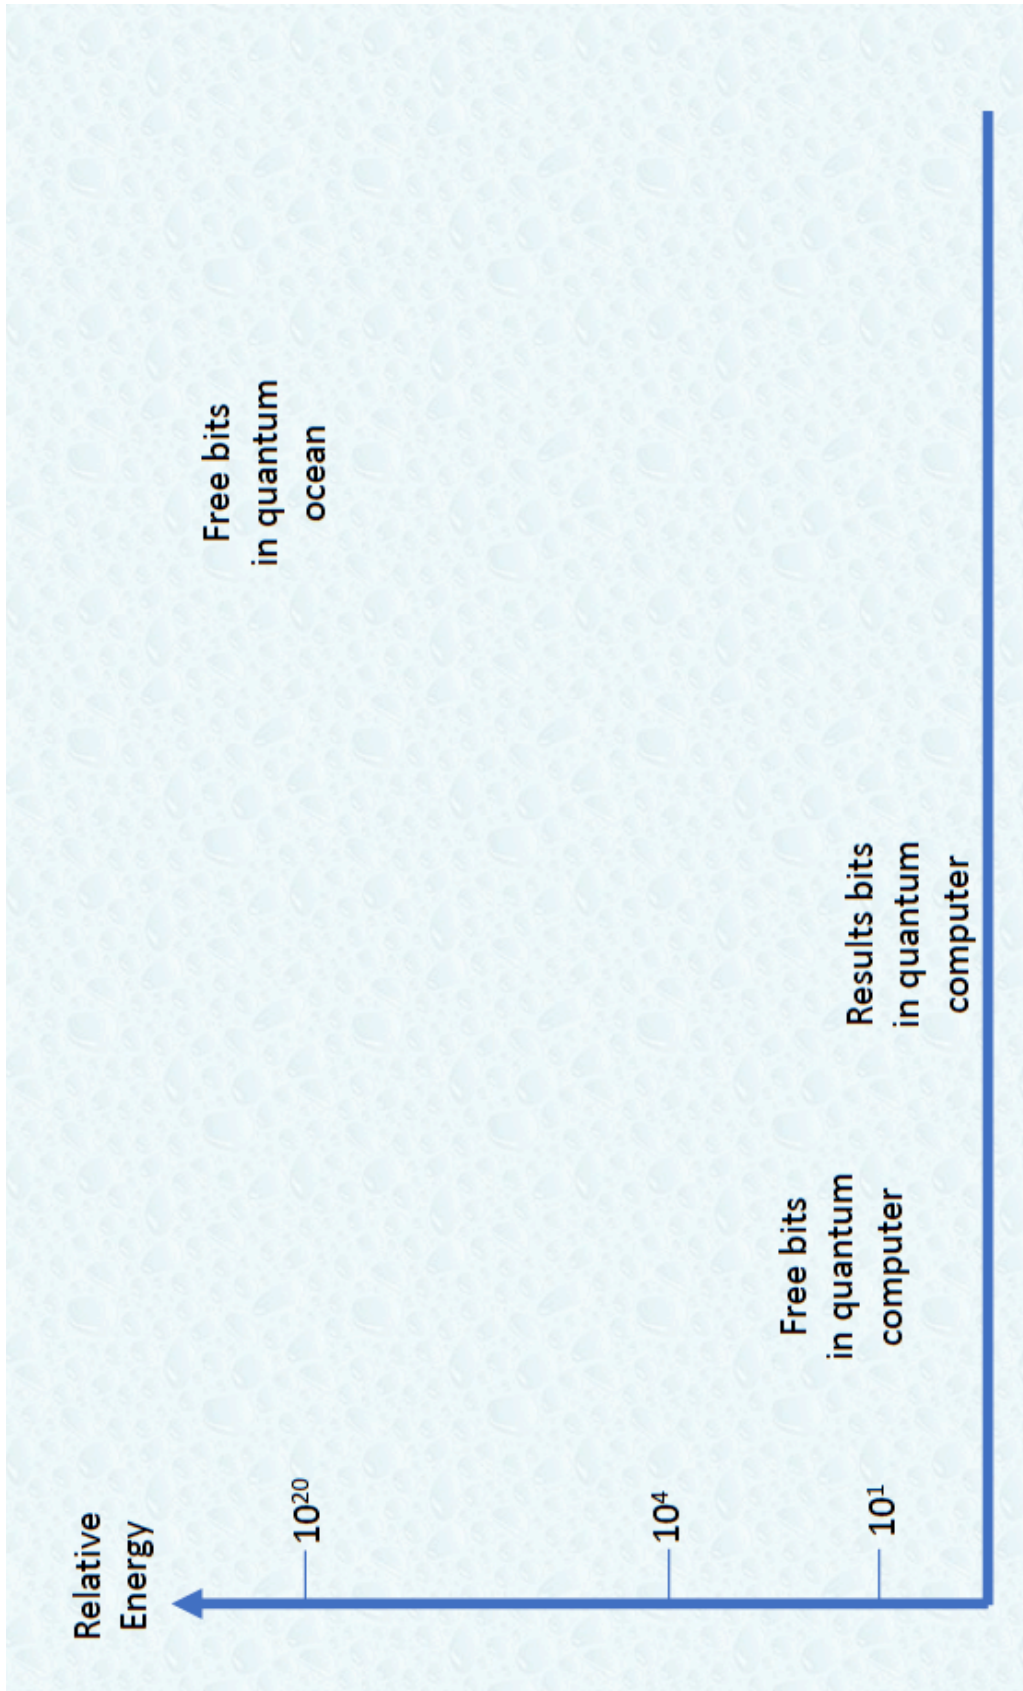 Relative
Energy
10²⁰
10⁴
10¹
Free bits
in quantum
computer
Results bits
in quantum
computer
Free bits
in quantum
ocean